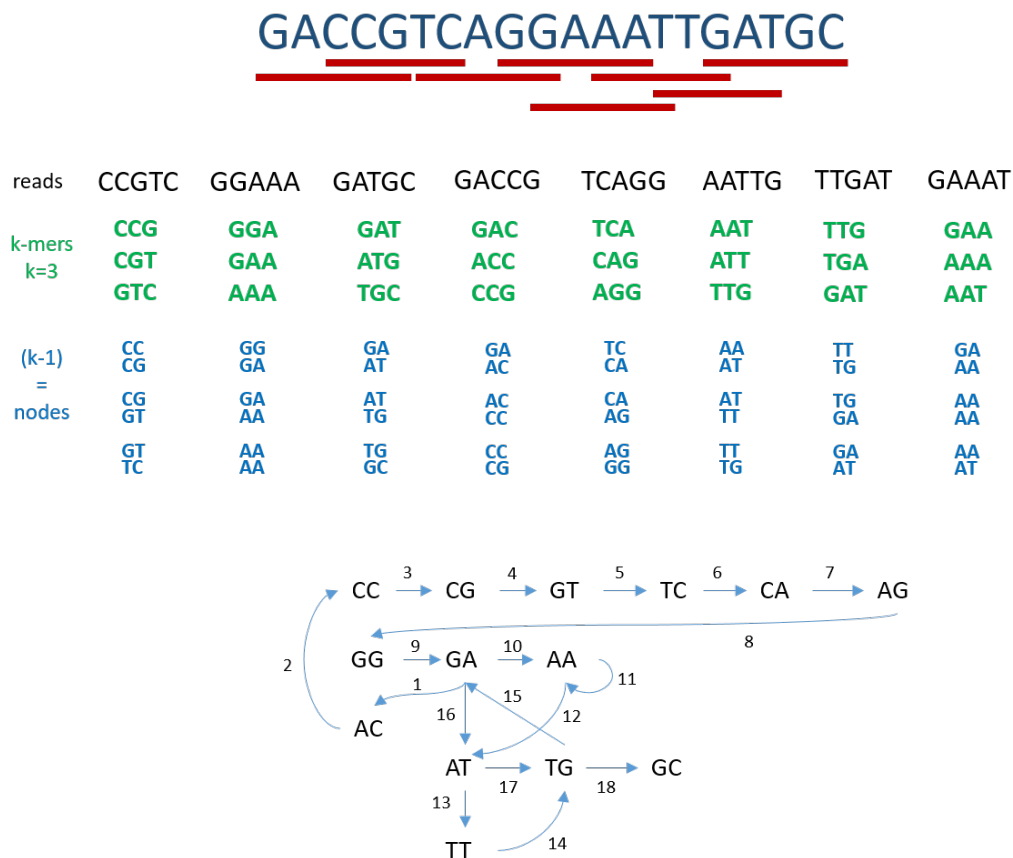 GACCGTCAGGAAATTGATGC
reads CCGTC GGAAA GATGC GACCG TCAGG AATTG TTGAT GAAAT
CCG GGA GAT GAC TCA AAT TTG GAA
k-mers
CGT GAA ATG ACC CAG ATT TGA AAA
k=3
GTC AAA TGC CCG AGG TTG GAT AAT
CC GG GA GA TC AA TT GA
(k-1)
CG GA AT AC CA AT TG AA
=
CG GA AT AC CA AT TG AA
nodes
GT AA TG CC AG TT GA AA
GT AA TG CC AG TT GA AA
TC AA GC CG GG TG AT AT
3 4 5 6 7
CC CG GT TC CA AG
8
9 10
2 GG GA AA 11
1 15
16 12
AC
AT TG GC
17 18
13
14
TT